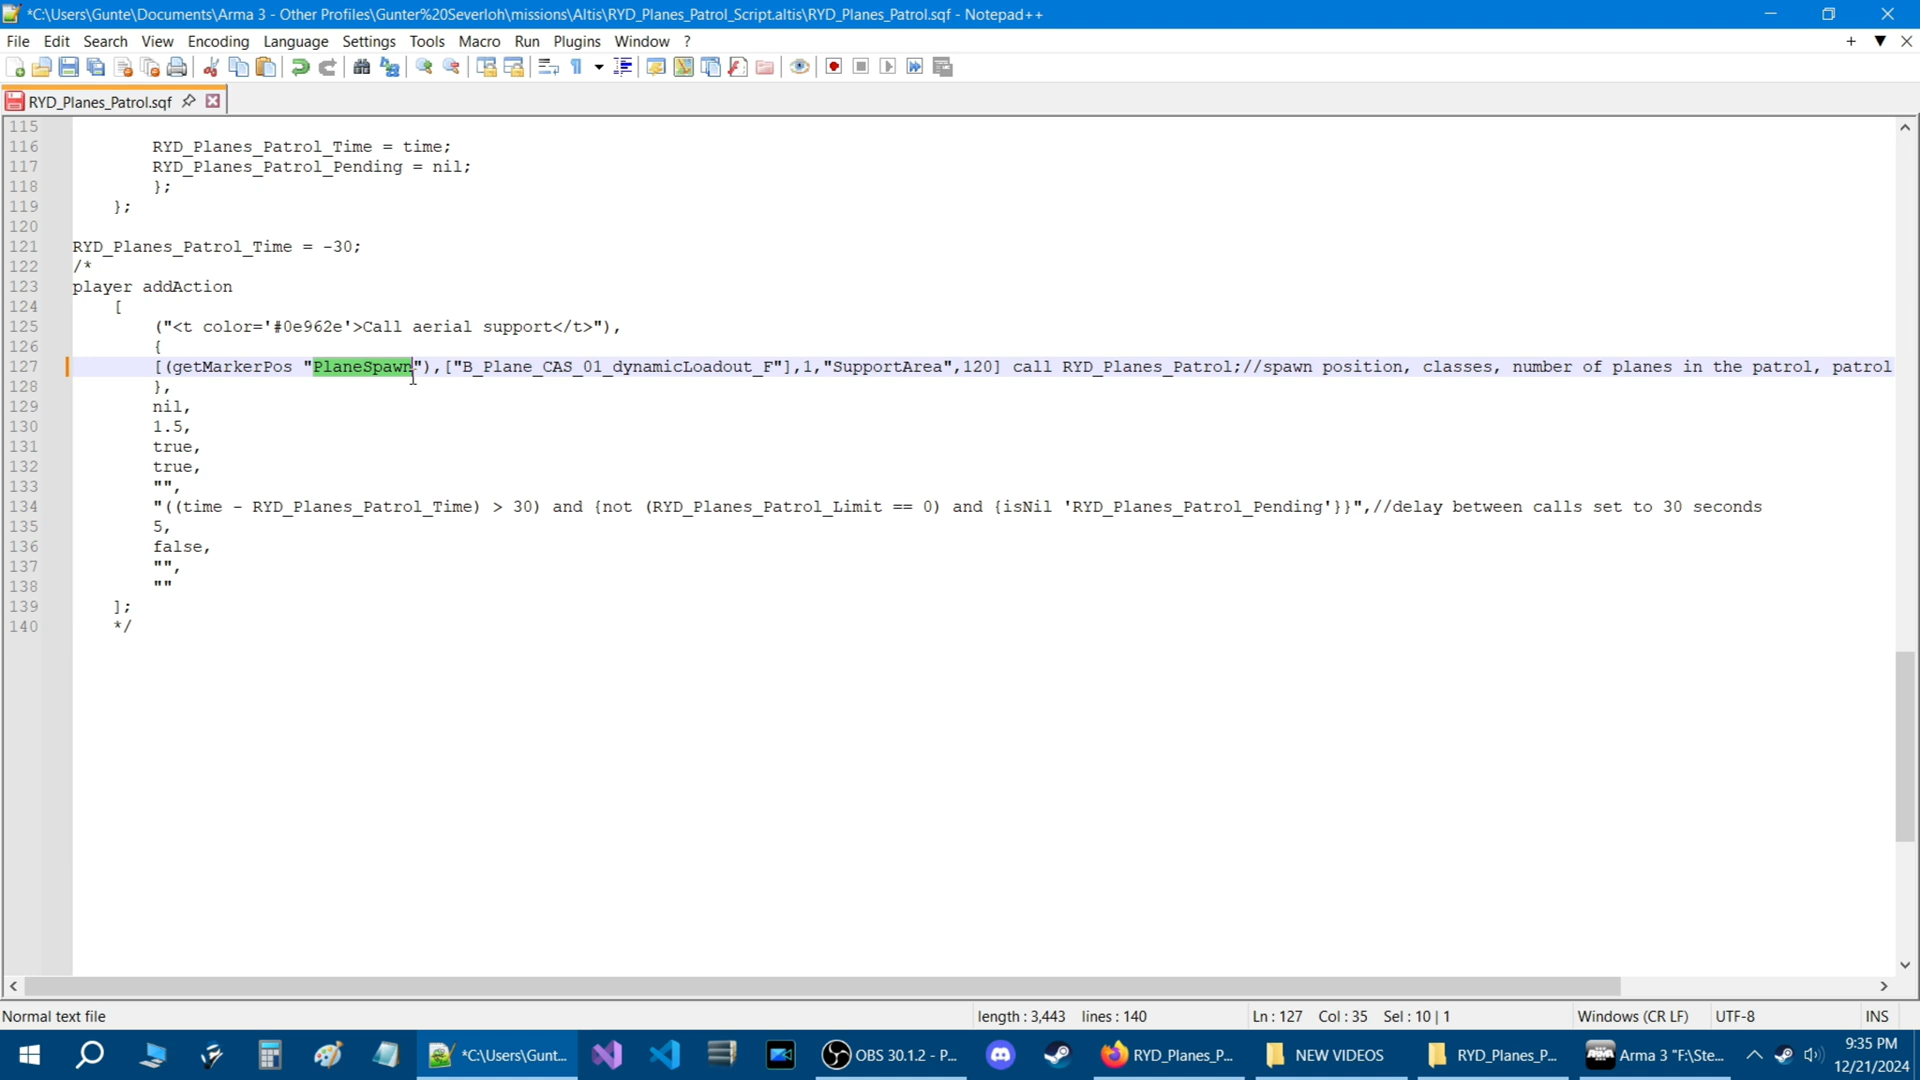 *C:\Users\Gunte\Documents\Arma 3 - Other Profiles\Gunter%20Severloh\missions\Altis\RYD_Planes_Patrol_Script.altis\RYD_Planes_Patrol.sqf - Notepad++
File Edit Search View Encoding Language Settings Tools Macro Run Plugins Window ?
RYD_Planes_Patrol.sqf
115
116 RYD_Planes_Patrol_Time = time;
117 RYD_Planes_Patrol_Pending = nil;
118 };
119 };
120
121 RYD_Planes_Patrol_Time = -30;
122 /*
123 player addAction
124 [
125 ("<t color='#0e962e'>Call aerial support</t>"),
126 {
127 [(getMarkerPos "PlaneSpawn"),["B_Plane_CAS_01_dynamicLoadout_F"],1,"SupportArea",120] call RYD_Planes_Patrol;//spawn position, classes, number of planes in the patrol, patrol
128 },
129 nil,
130 1.5,
131 true,
132 true,
133 "",
134 "((time - RYD_Planes_Patrol_Time) > 30) and {not (RYD_Planes_Patrol_Limit == 0) and {isNil 'RYD_Planes_Patrol_Pending'}}",//delay between calls set to 30 seconds
135 5,
136 false,
137 "",
138 ""
139 ];
140 */
Normal text file length : 3,443 lines : 140 Ln : 127 Col : 35 Sel : 10 | 1 Windows (CR LF) UTF-8 INS
*C:\Users\Gunt... OBS 30.1.2 - P... RYD_Planes_P... NEW VIDEOS RYD_Planes_P... Arma 3 "F:\Ste... 9:35 PM
12/21/2024